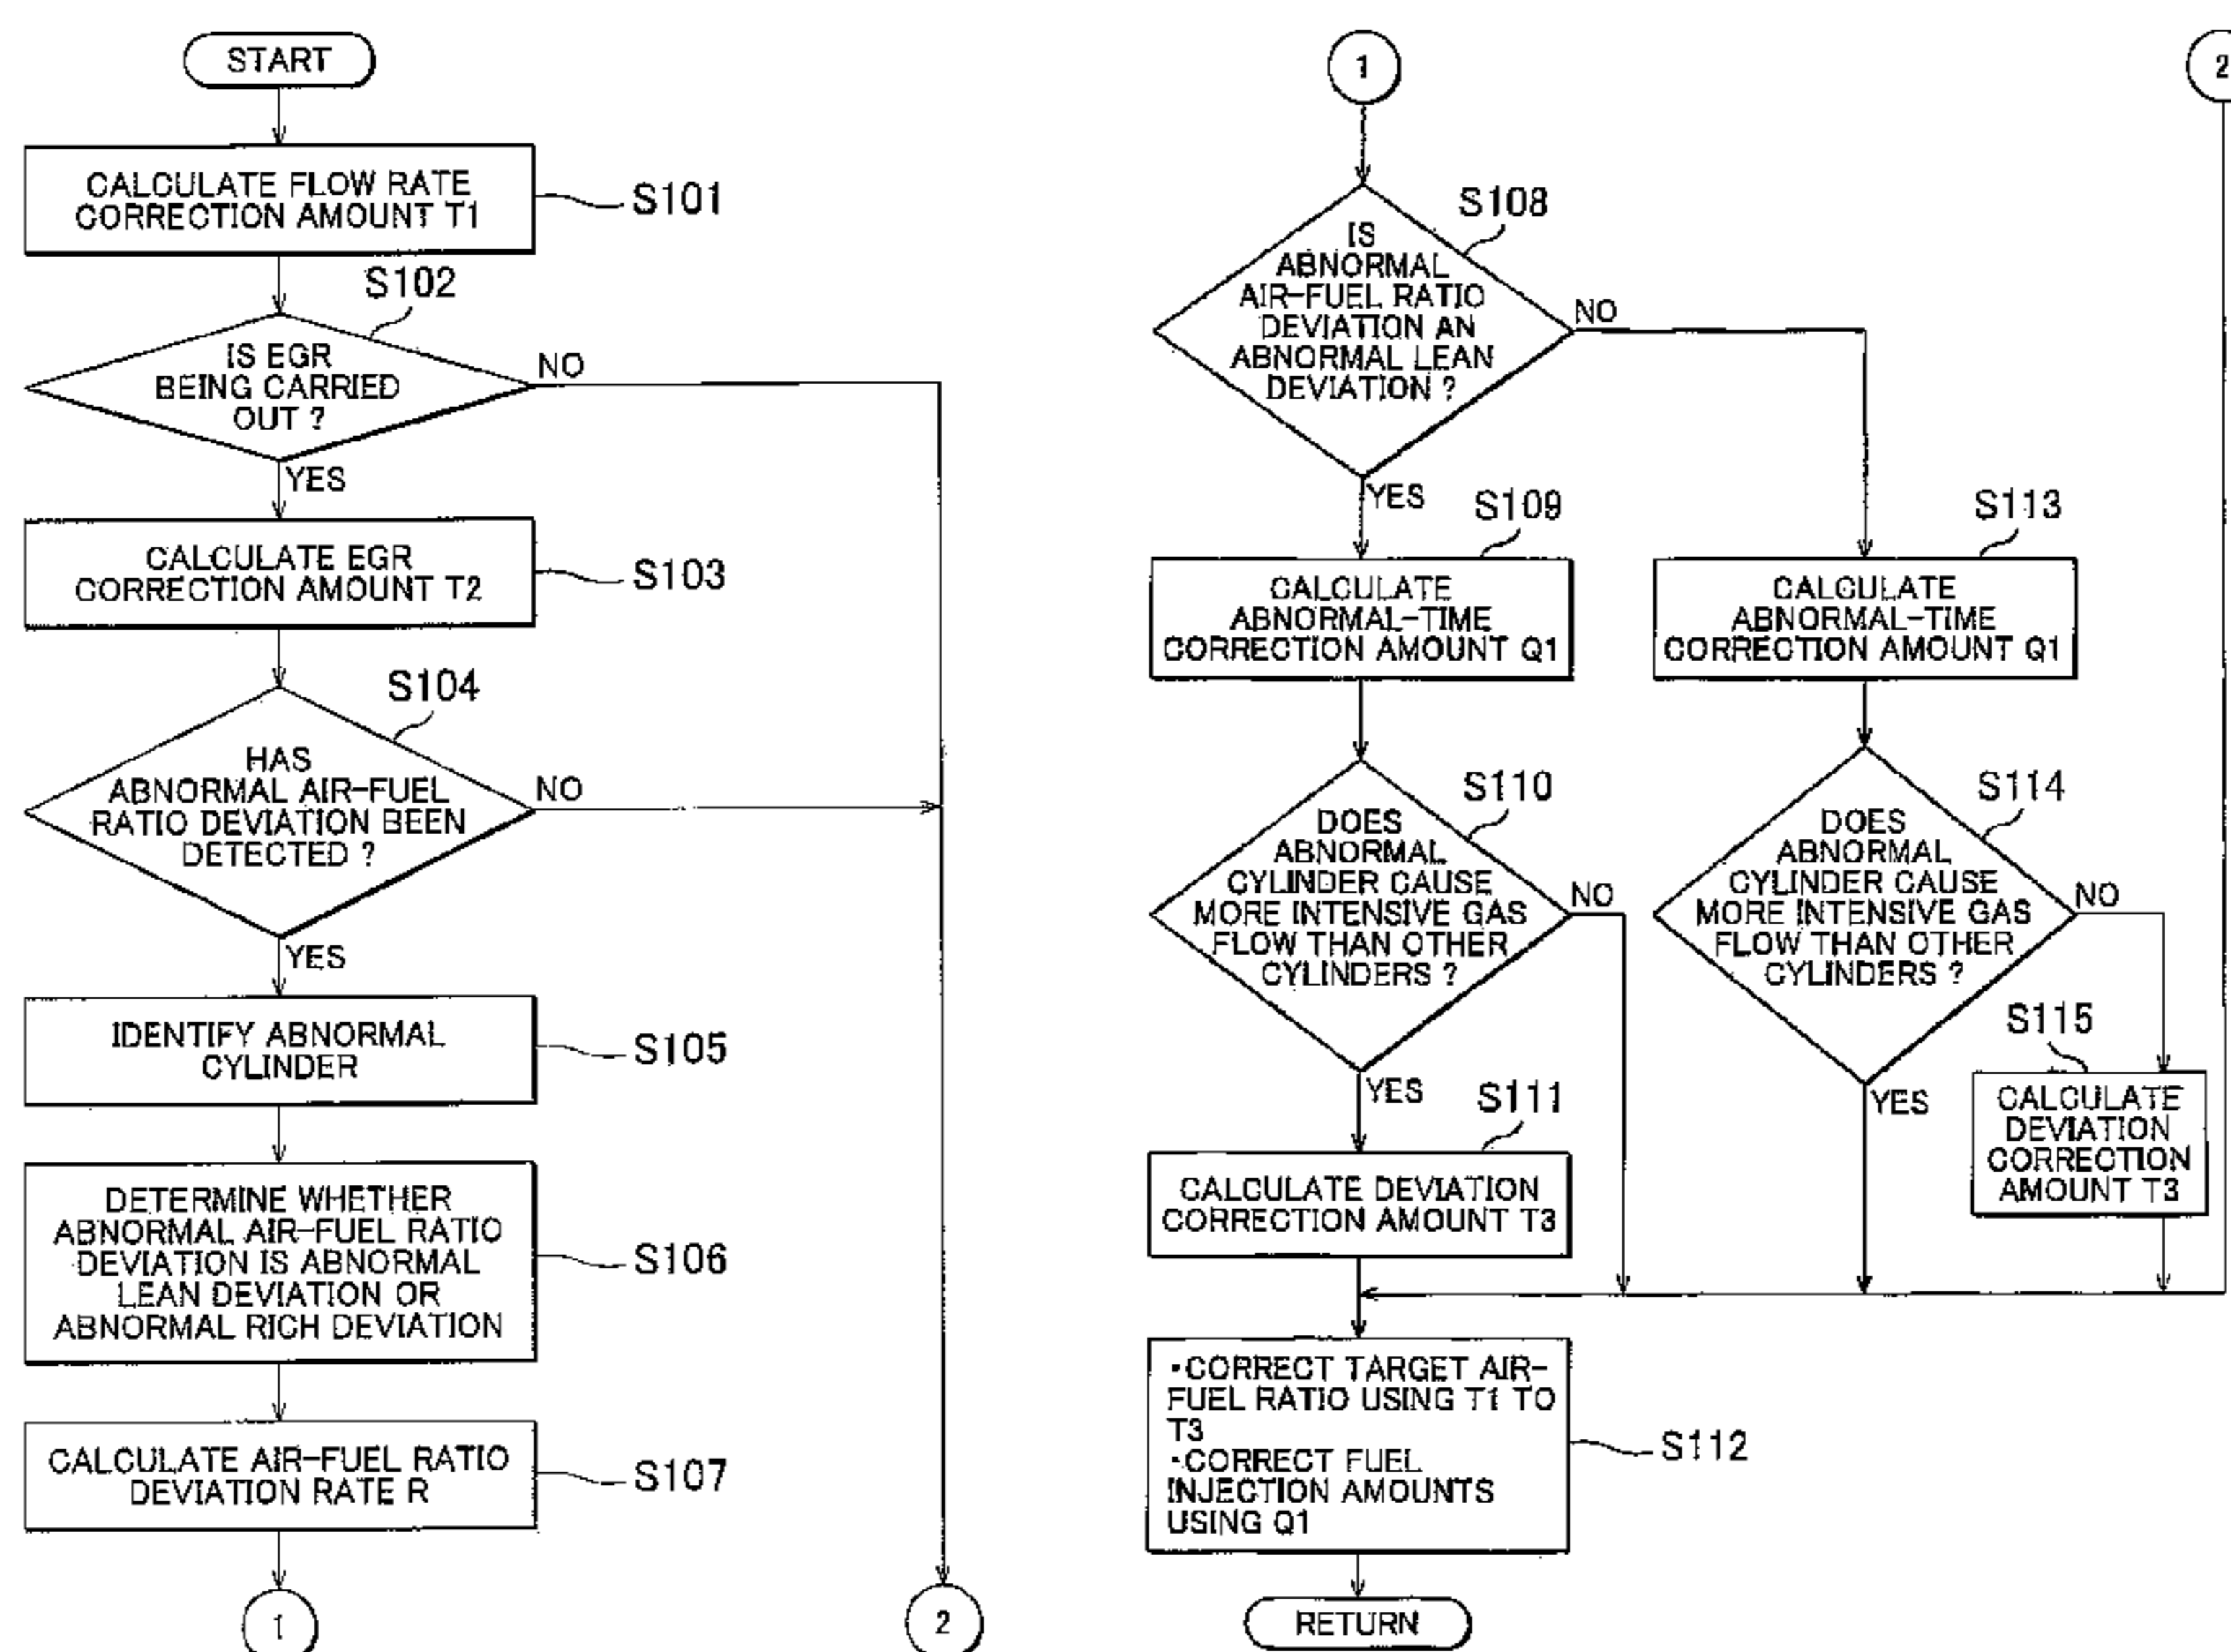 START
CALCULATE FLOW RATE
CORRECTION AMOUNT T1
S101
S102
IS EGR
BEING CARRIED
OUT ?
NO
YES
CALCULATE EGR
CORRECTION AMOUNT T2
S103
S104
HAS
ABNORMAL AIR-FUEL
RATIO DEVIATION BEEN
DETECTED ?
NO
YES
IDENTIFY ABNORMAL
CYLINDER
S105
DETERMINE WHETHER
ABNORMAL AIR-FUEL RATIO
DEVIATION IS ABNORMAL
LEAN DEVIATION OR
ABNORMAL RICH DEVIATION
S106
CALCULATE AIR-FUEL RATIO
DEVIATION RATE R
S107
1
2
1
2
S108
IS
ABNORMAL
AIR-FUEL RATIO
DEVIATION AN
ABNORMAL LEAN
DEVIATION ?
NO
YES
S109
CALCULATE
ABNORMAL-TIME
CORRECTION AMOUNT Q1
S113
CALCULATE
ABNORMAL-TIME
CORRECTION AMOUNT Q1
S110
DOES
ABNORMAL
CYLINDER CAUSE
MORE INTENSIVE GAS
FLOW THAN OTHER
CYLINDERS ?
NO
YES
S114
DOES
ABNORMAL
CYLINDER CAUSE
MORE INTENSIVE GAS
FLOW THAN OTHER
CYLINDERS ?
NO
YES
S111
CALCULATE DEVIATION
CORRECTION AMOUNT T3
S115
CALCULATE
DEVIATION
CORRECTION
AMOUNT T3
・CORRECT TARGET AIR-
FUEL RATIO USING T1 TO
T3
・CORRECT FUEL
INJECTION AMOUNTS
USING Q1
S112
RETURN